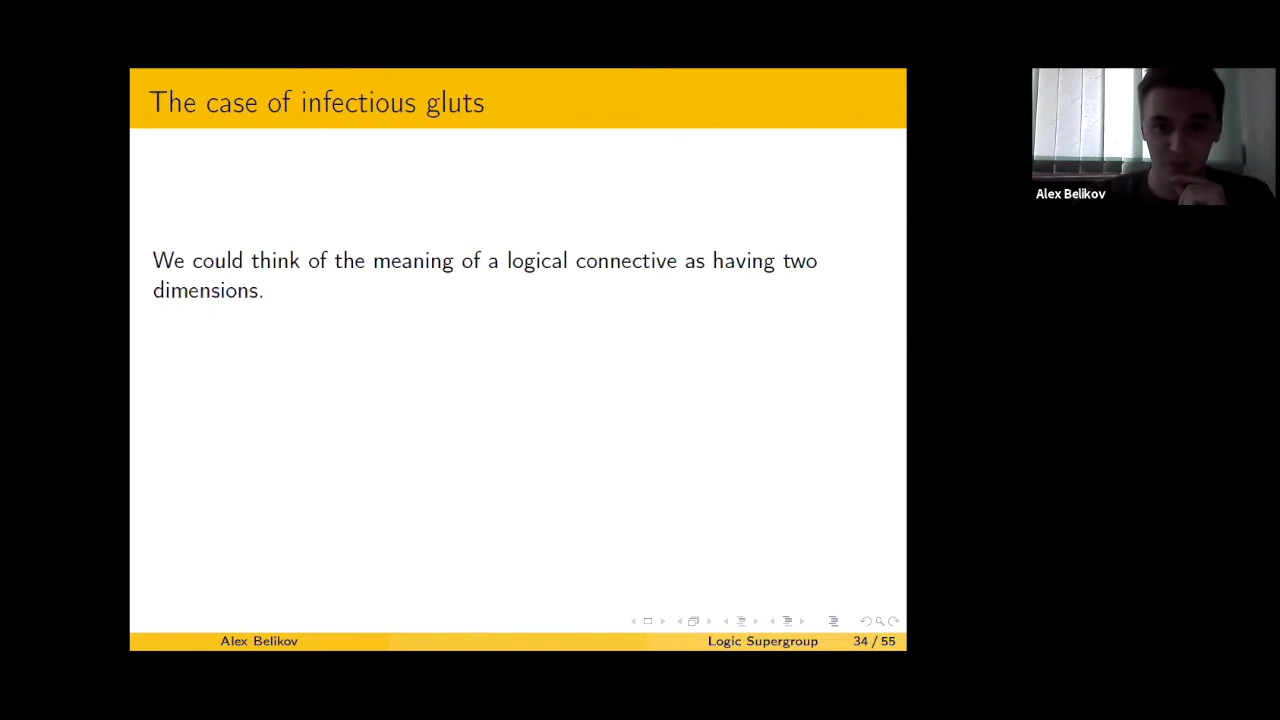 The case of infectious gluts
Alex Belikov
We could think of the meaning of a logical connective as having two
dimensions.
Alex Belikov
Logic Supergroup
34 / 55